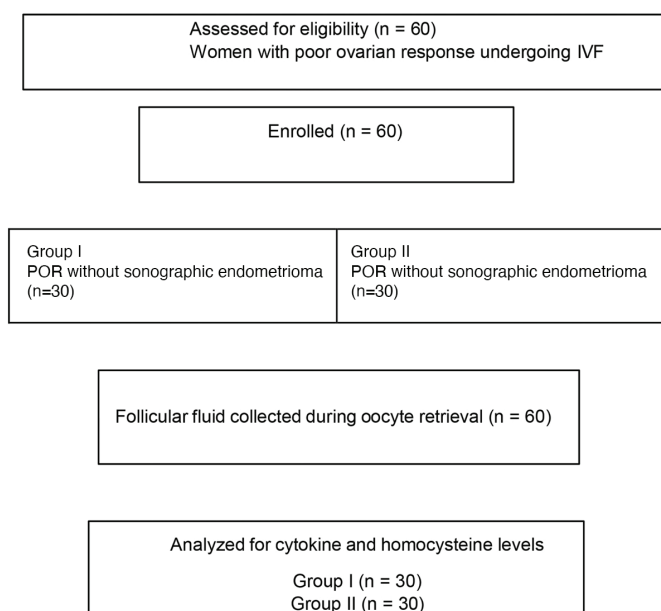 Assessed for eligibility (n = 60)
Women with poor ovarian response undergoing IVF
Enrolled (n = 60)
Group I
POR without sonographic endometrioma
(n=30)
Group II
POR without sonographic endometrioma
(n=30)
Follicular fluid collected during oocyte retrieval (n = 60)
Analyzed for cytokine and homocysteine levels
Group I (n = 30)
Group II (n = 30)